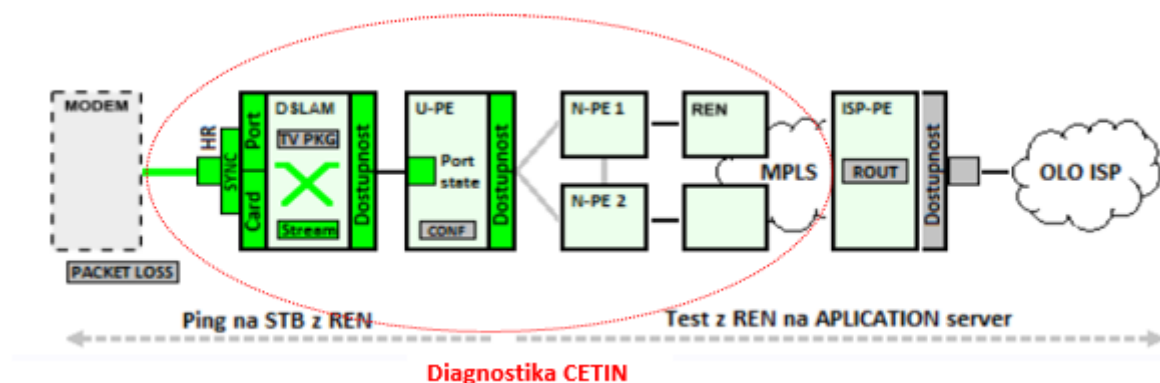 MODEM
PACKET LOSS
HR
SYNC
Port
Card
DSLAM
TV PKG
Stream
Dostupnost
U-PE
Port
state
CONF
Dostupnost
N-PE 1
N-PE 2
REN
MPLS
ISP-PE
ROUT
Dostupnost
OLO ISP
Ping na STB z REN
Test z REN na APLICATION server
Diagnostika CETIN